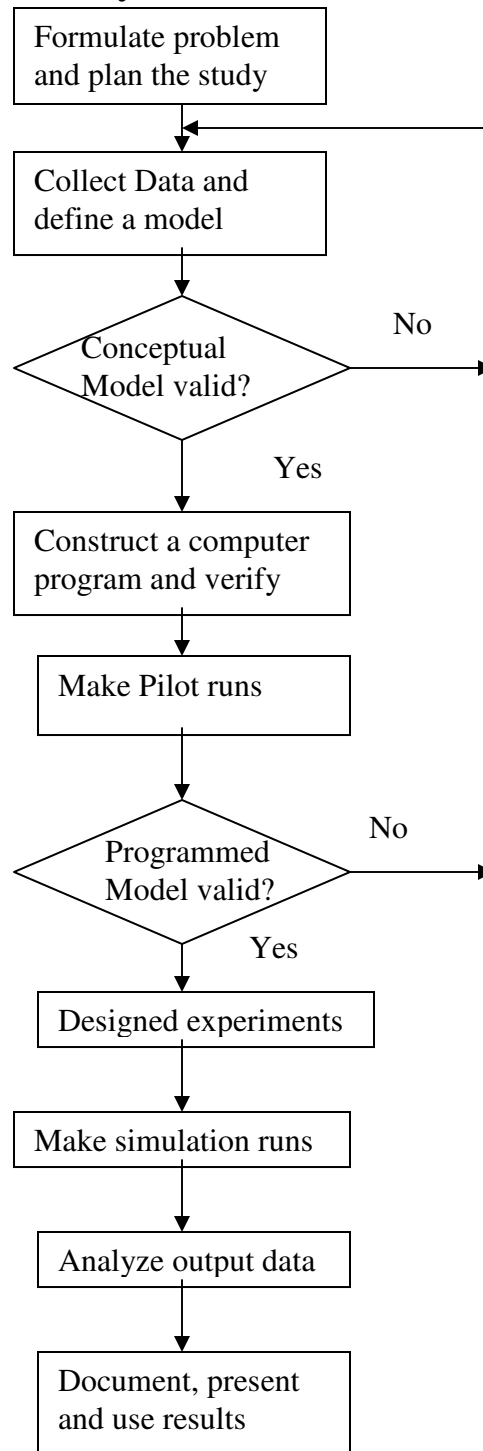 Formulate problem
and plan the study
Collect Data and
define a model
No
Conceptual
Model valid?
Yes
Construct a computer
program and verify
Make Pilot runs
No
Programmed
Model valid?
Yes
Designed experiments
Make simulation runs
Analyze output data
Document, present
and use results